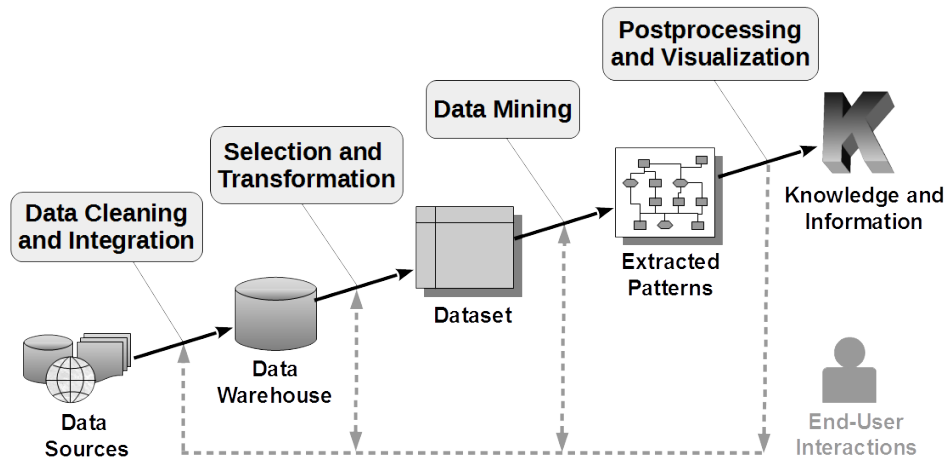 Postprocessing
and Visualization
Data Mining
Selection and
Transformation
Data Cleaning
and Integration
Knowledge and
Information
Extracted
Patterns
Dataset
Data
Warehouse
Data
Sources
End-User
Interactions